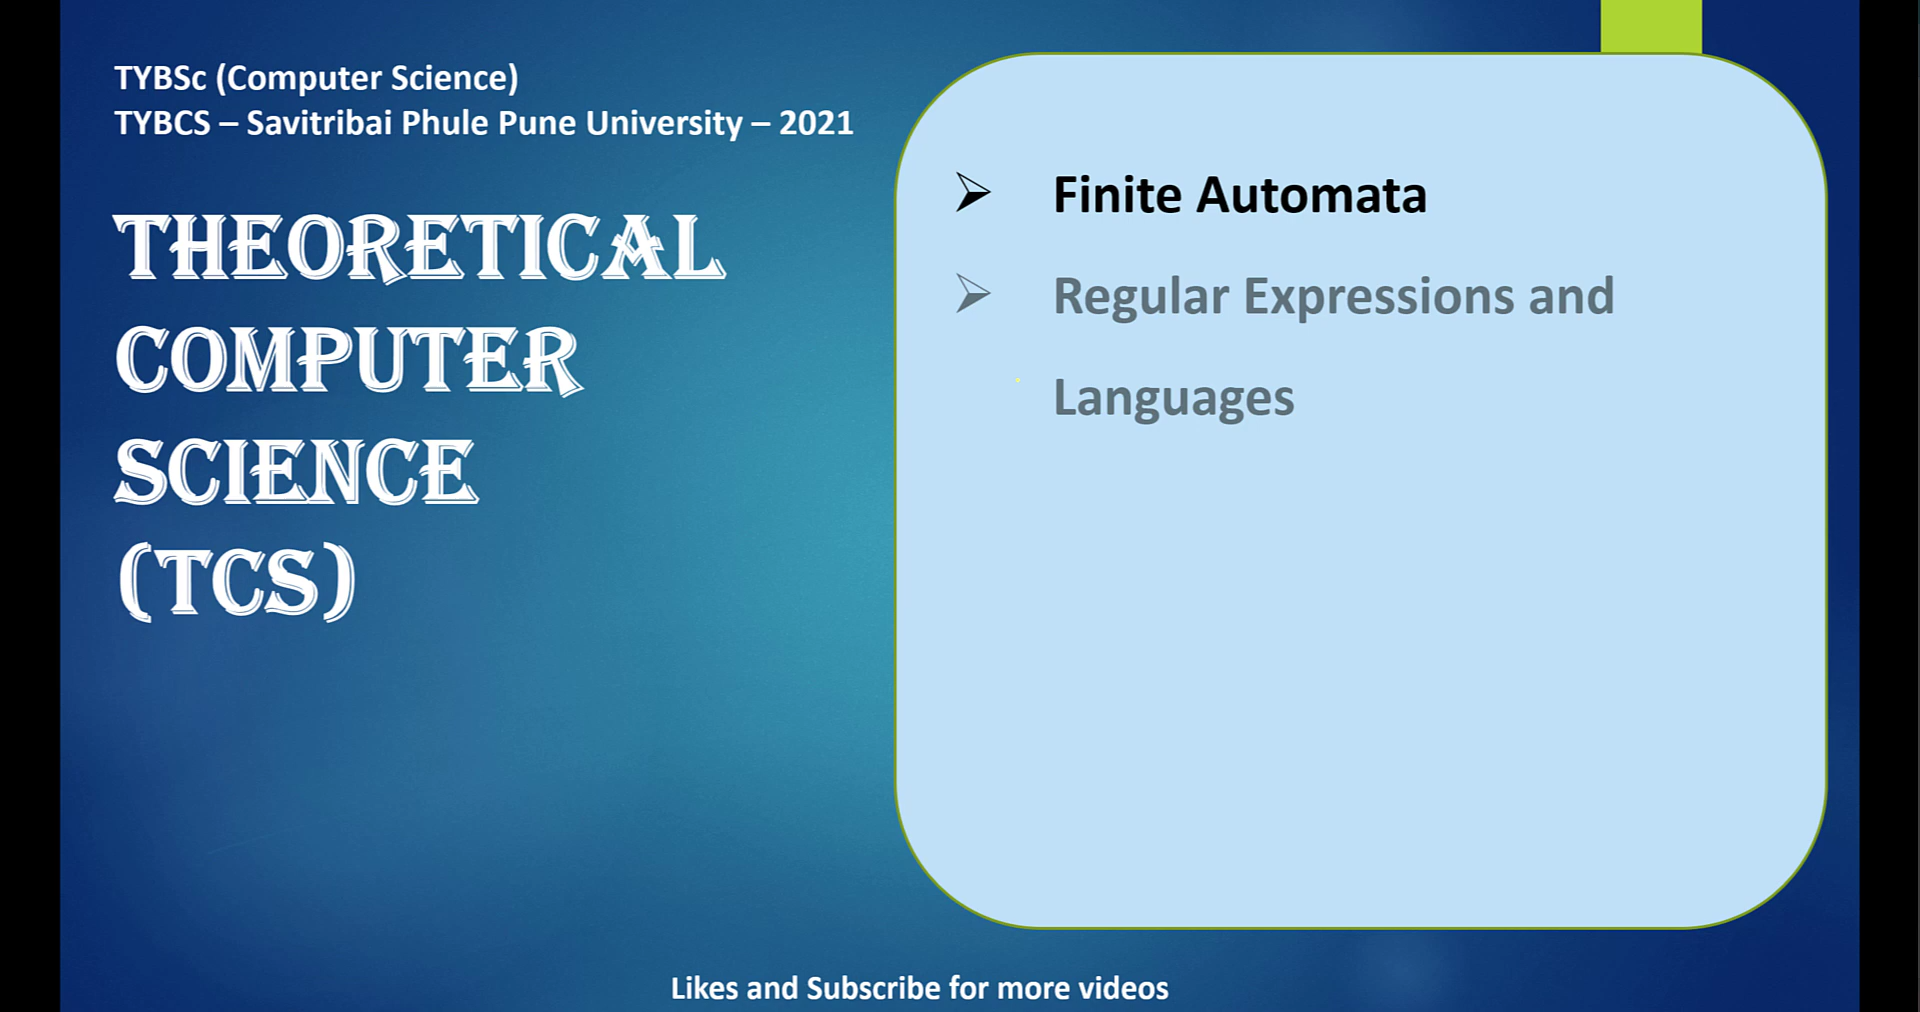 TYBSc (Computer Science)
TYBCS – Savitribai Phule Pune University – 2021
THEORETICAL
COMPUTER
SCIENCE
(TCS)
➢ Finite Automata
➢ Regular Expressions and
Languages
Likes and Subscribe for more videos